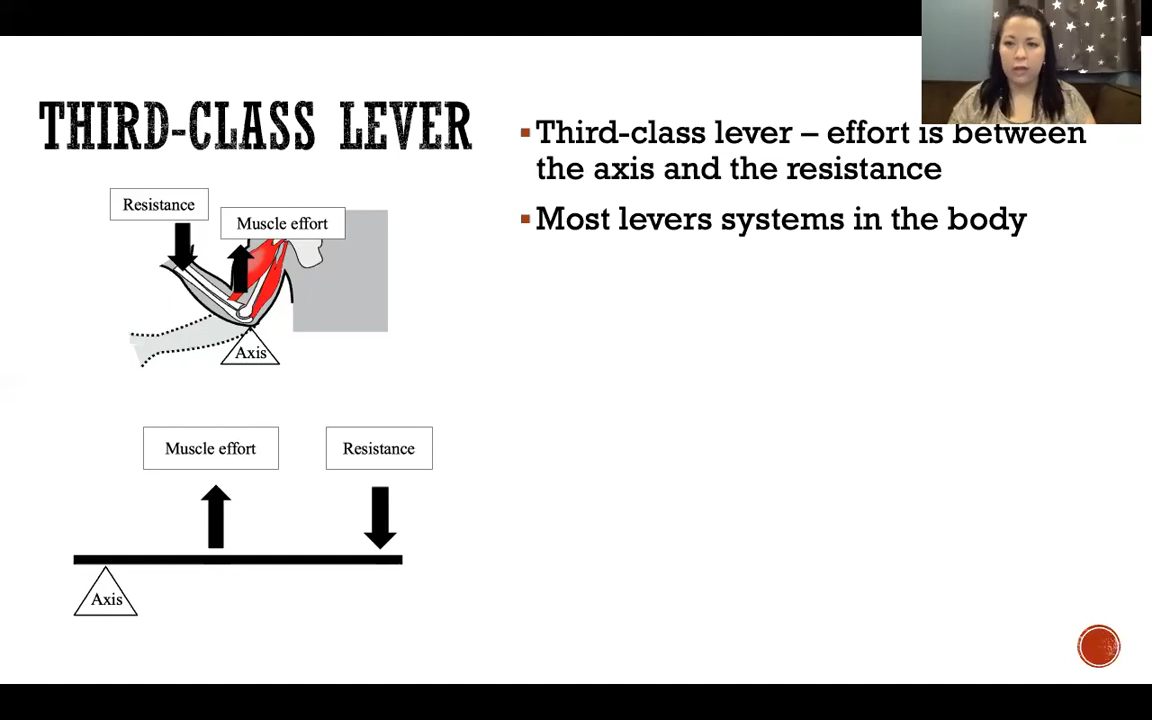 THIRD-CLASS LEVER
Third-class lever – effort is between
the axis and the resistance
Most levers systems in the body
Resistance
Muscle effort
Axis
Muscle effort
Resistance
Axis